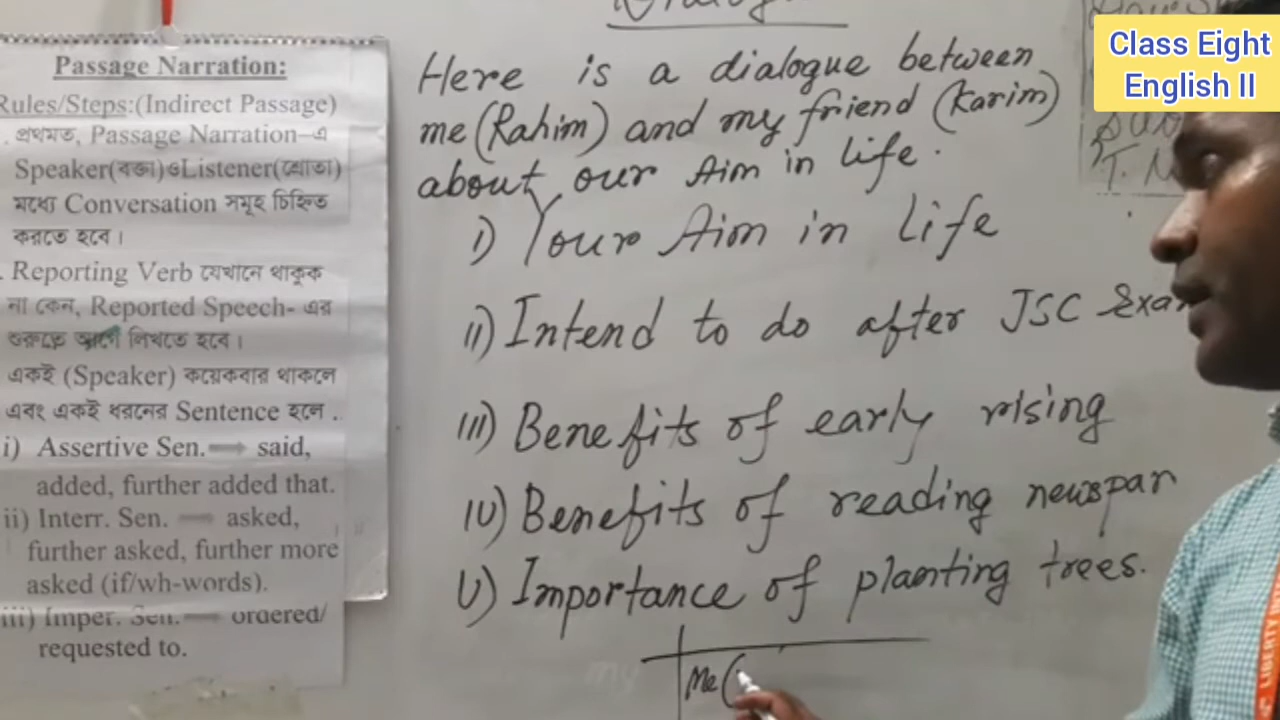 Passage Narration:
Rules/Steps:(Indirect Passage)
. প্রথমত, Passage Narration–এ
Speaker(বক্তা)ওListener(শ্রোতা)
মধ্যে Conversation সমূহ চিহ্নিত
করতে হবে।
. Reporting Verb যেখানে থাকুক
না কেন, Reported Speech- এর
শুরুতে আগে লিখতে হবে।
একই (Speaker) কয়েকবার থাকলে
এবং একই ধরনের Sentence হলে .
i) Assertive Sen. said,
added, further added that.
ii) Interr. Sen. asked,
further asked, further more
asked (if/wh-words).
iii) Imper. Sen. ordered/
requested to.
Here is a dialogue between
me (Rahim) and my friend (Karim)
about our Aim in life.
i) Your Aim in Life
ii) Intend to do after JSC Exam
iii) Benefits of early rising
iv) Benefits of reading newspar
v) Importance of planting trees.
Me (
Class Eight
English II
T. 
LIBERTY